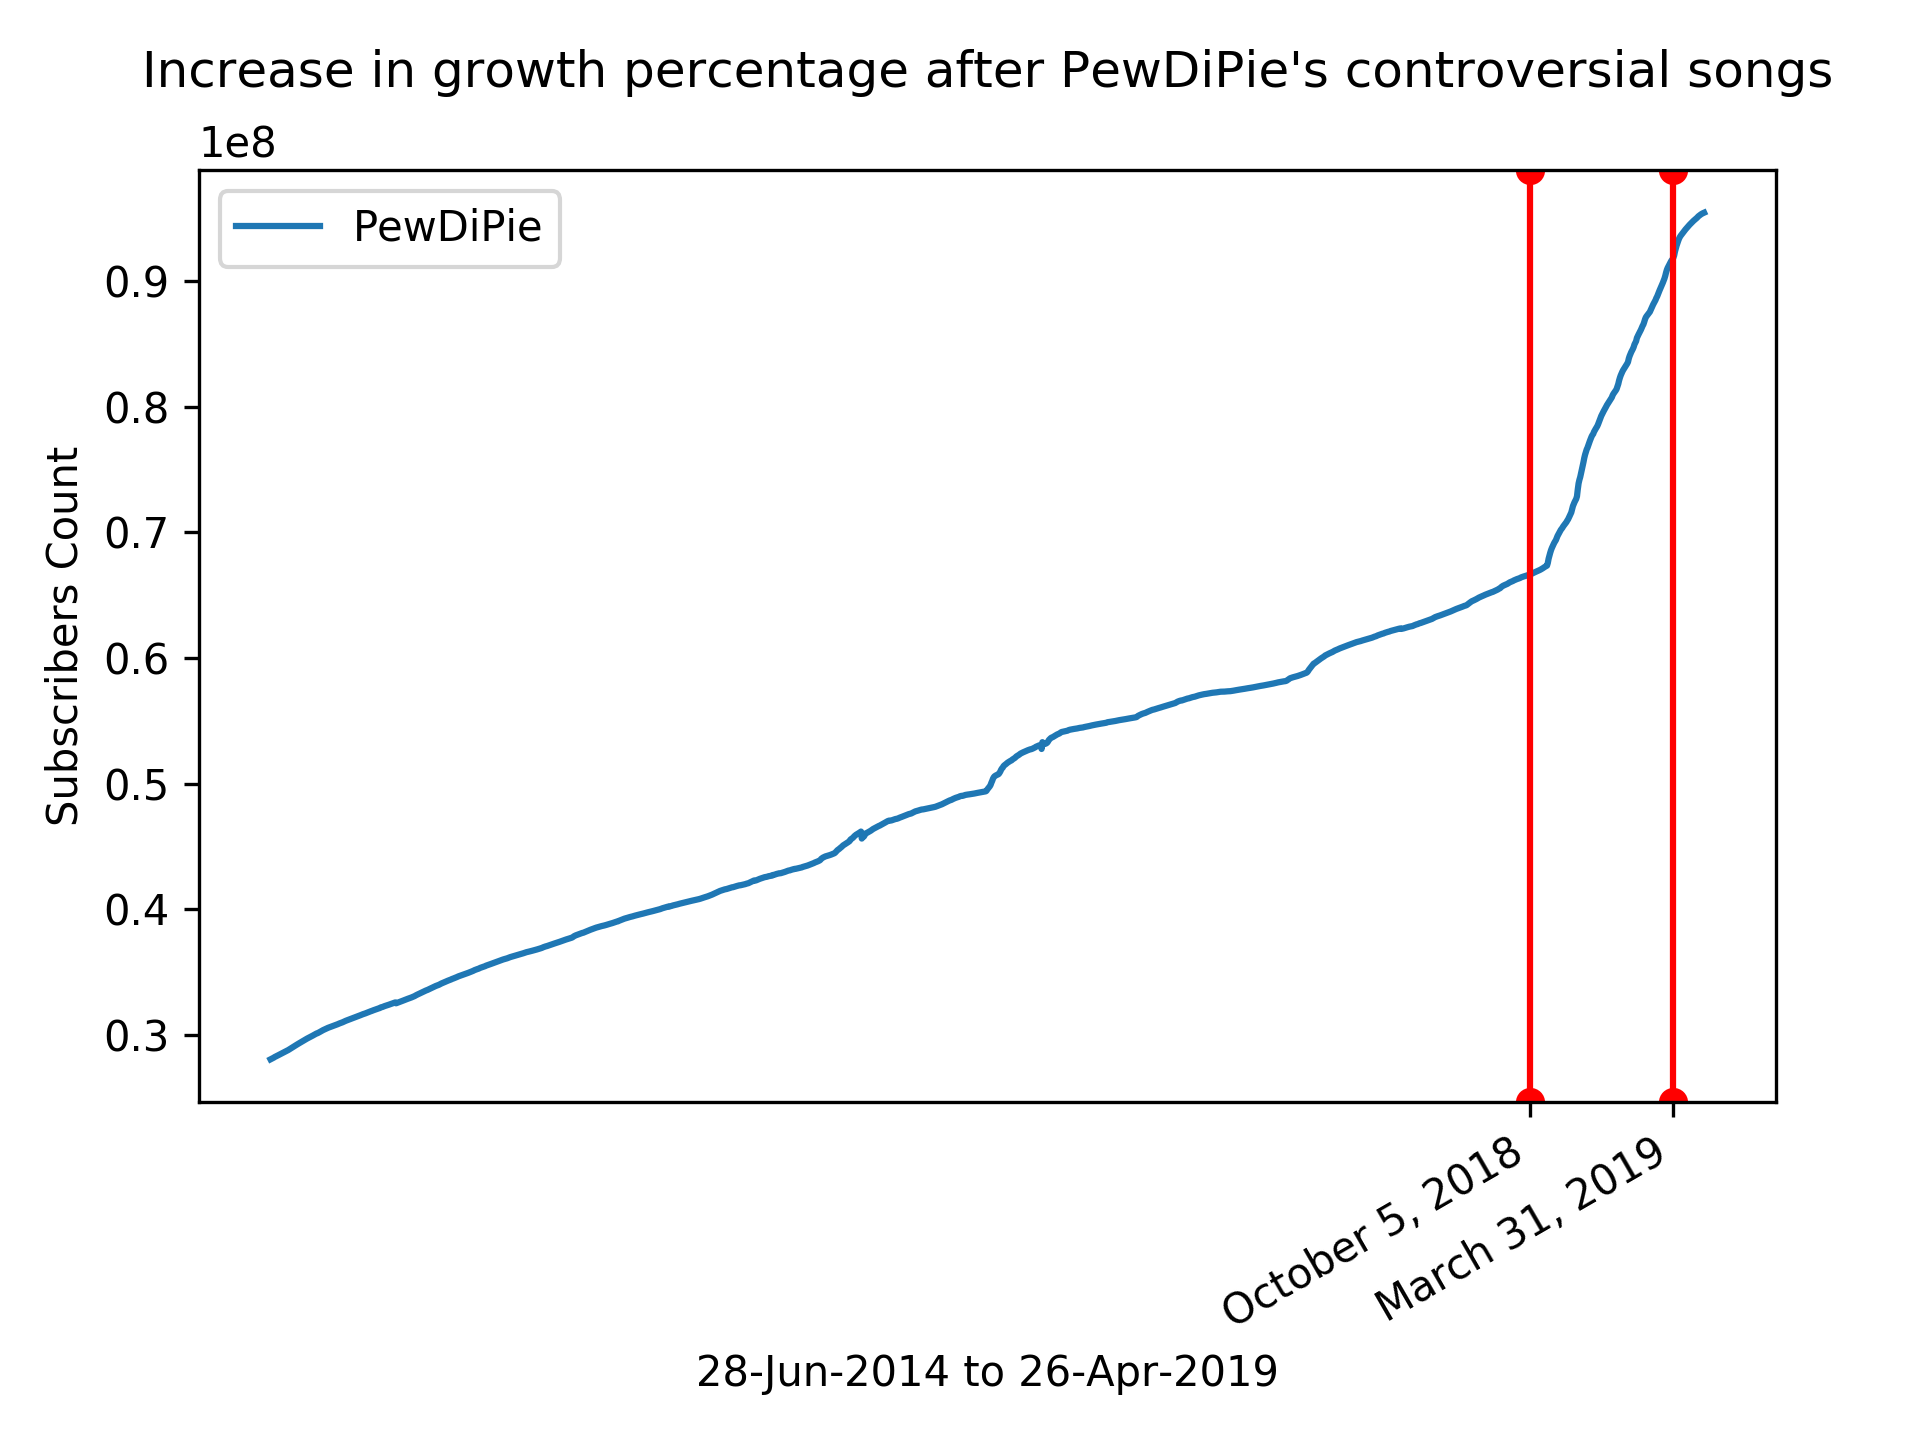 Increase in growth percentage after PewDiPie's controversial songs
1e8
PewDiPie
0.9
0.8
0.7
0.6
0.5
0.4
0.3
Subscribers Count
October 5, 2018
March 31, 2019
28-Jun-2014 to 26-Apr-2019